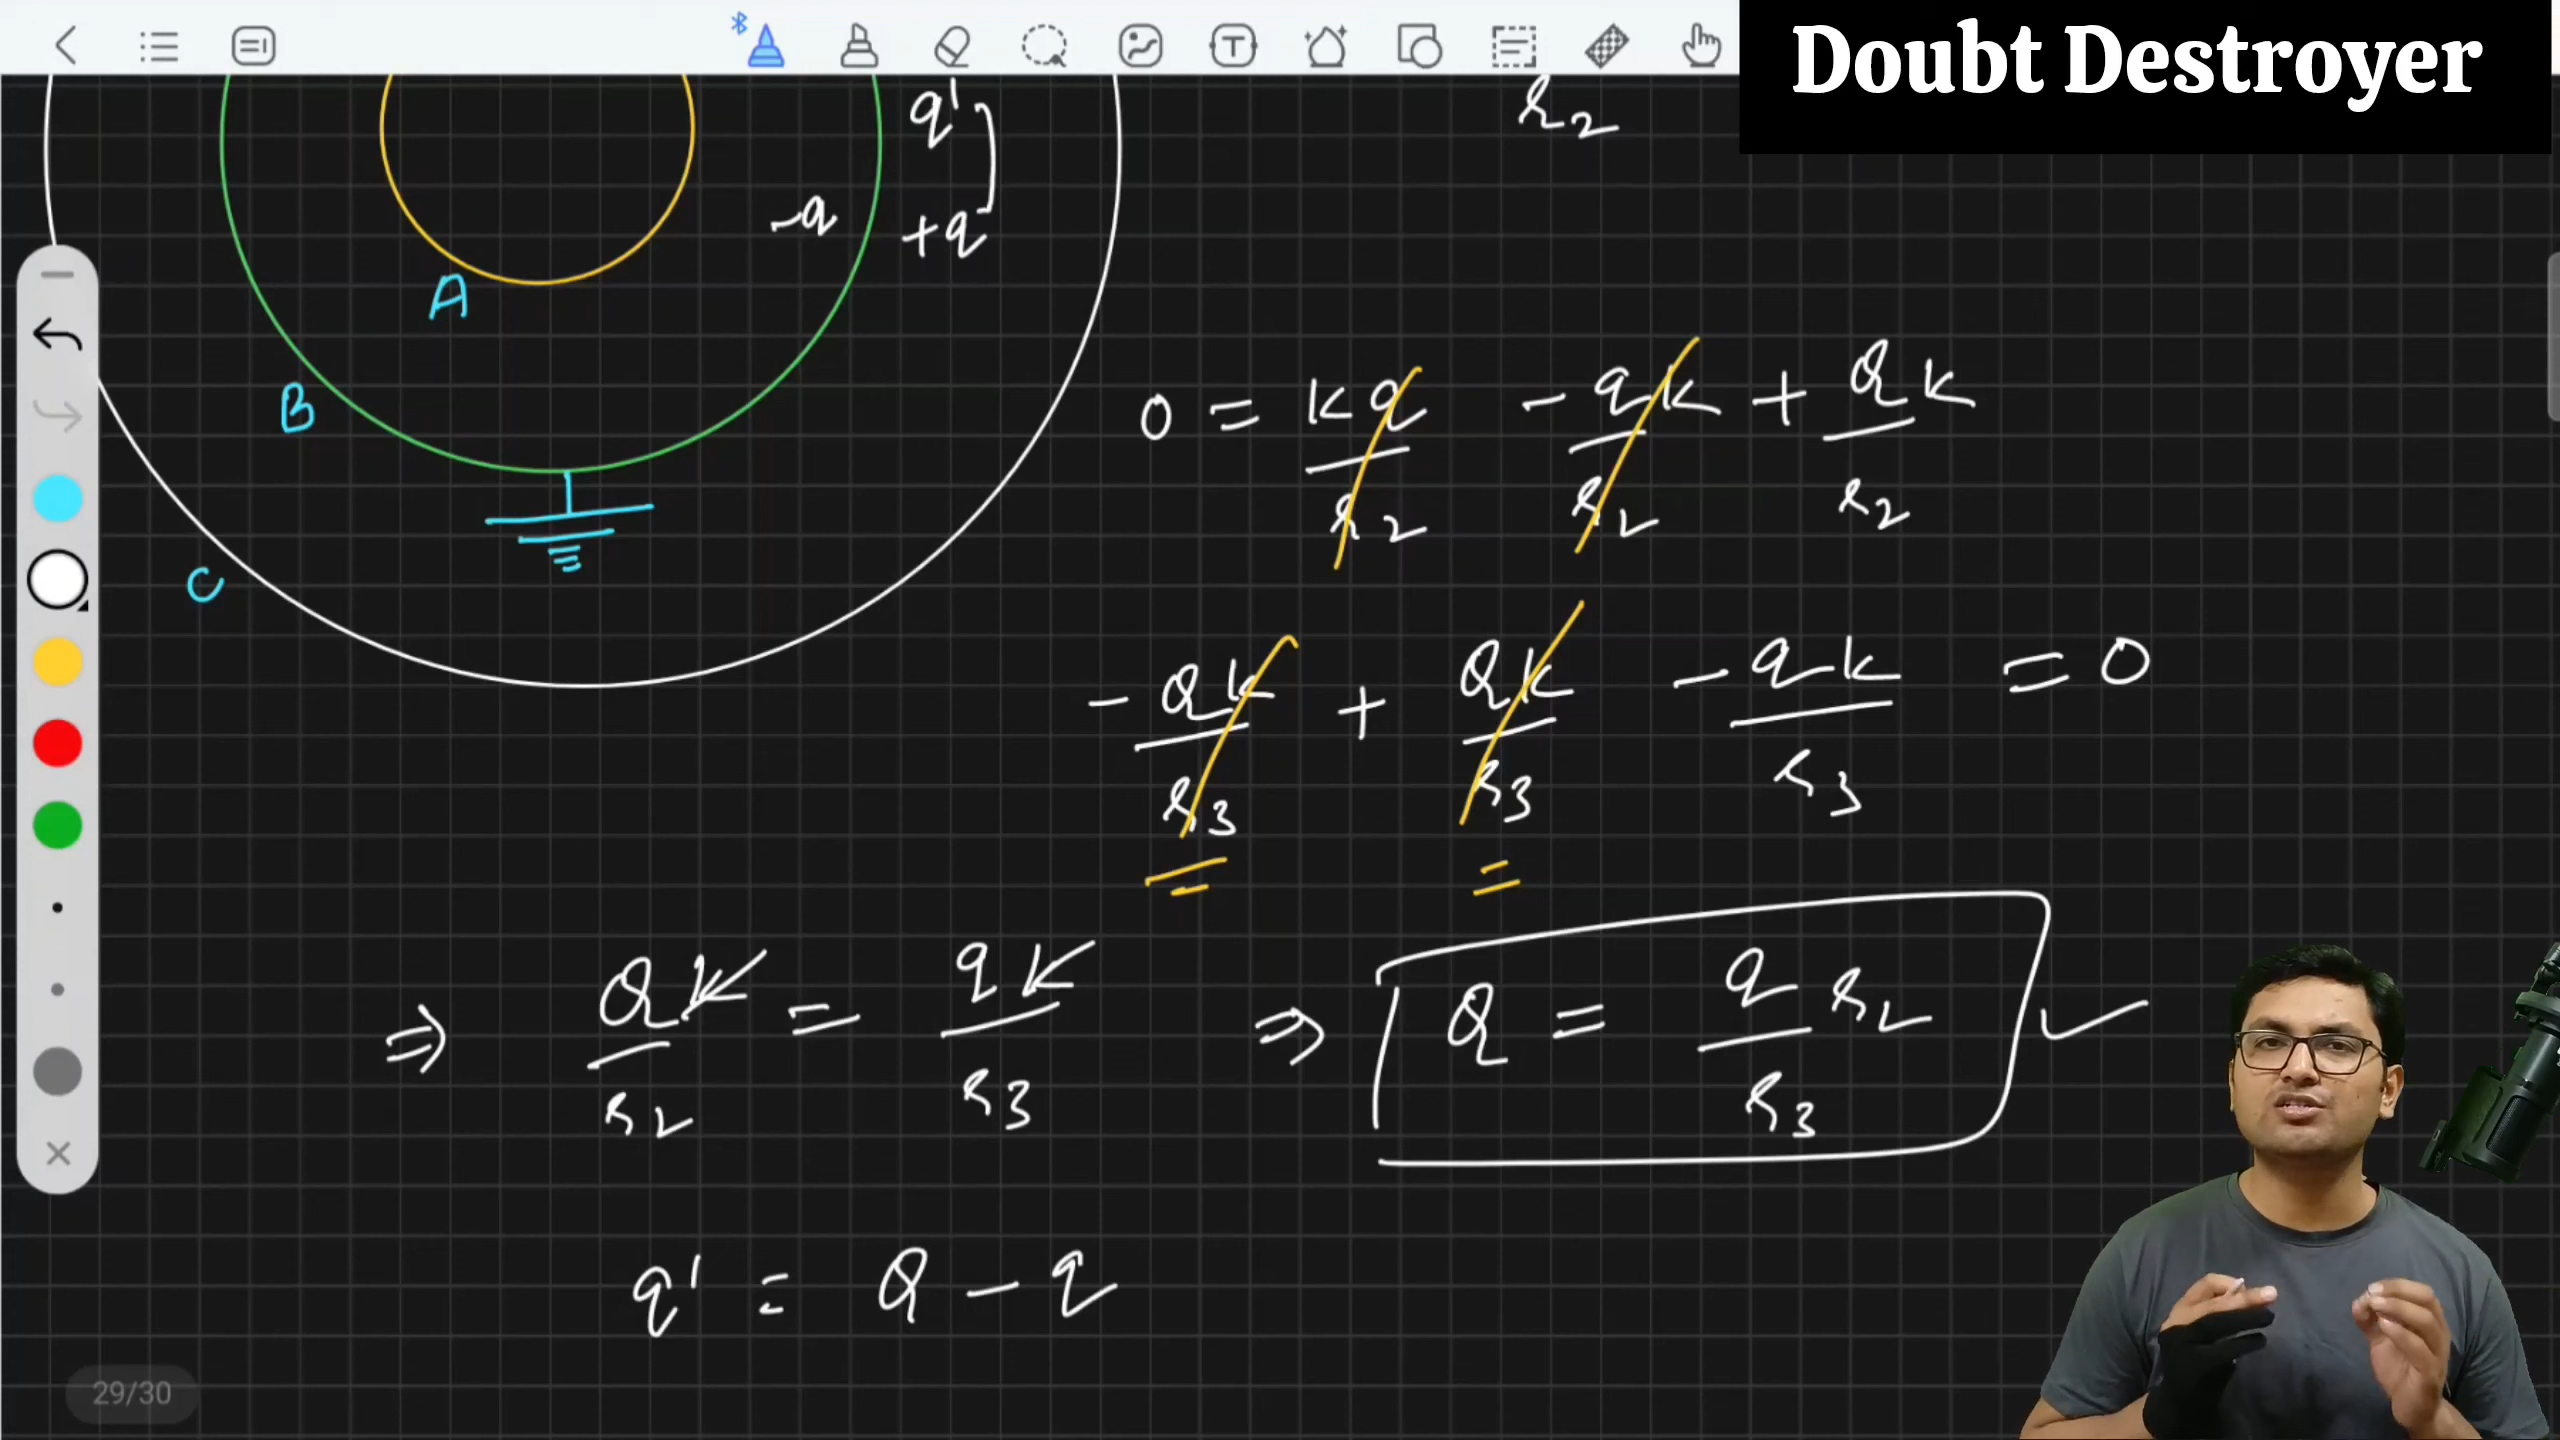 Doubt Destroyer
q'
r2
-q +q
A
B
C
0 = kq/r2 - qk/r2 + Qk/r2
- Qk/r3 + Qk/r3 - qk/r3 = 0
⇒ Qk/r2 = qk/r3 ⇒ Q = q/r3 r2
q' = Q - q
29/30